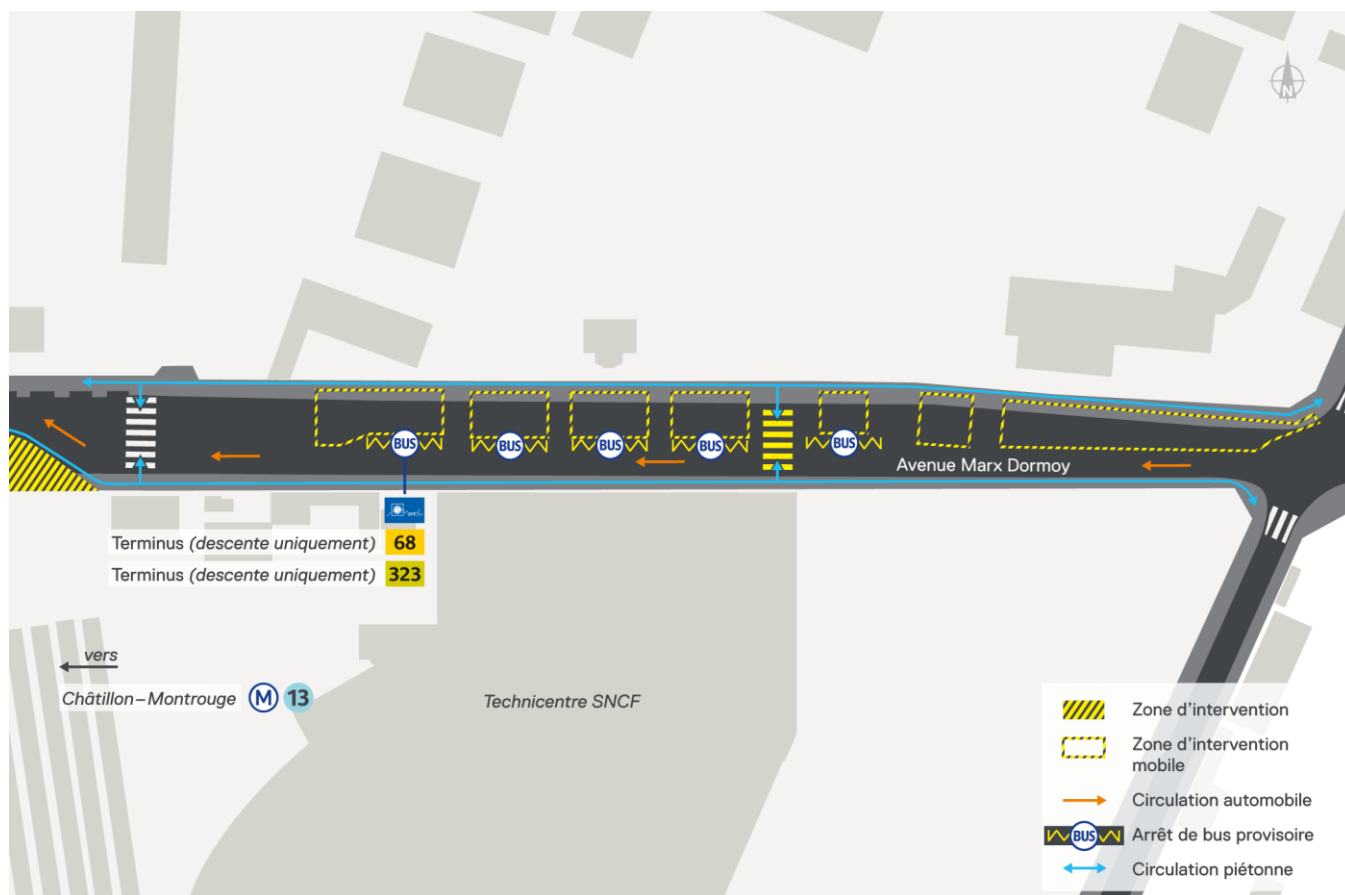 N
BUS
BUS
BUS
BUS
BUS
Avenue Marx Dormoy
Terminus (descente uniquement) 68
Terminus (descente uniquement) 323
vers
Châtillon–Montrouge M 13
Technicentre SNCF
Zone d'intervention
Zone d'intervention
mobile
Circulation automobile
BUS Arrêt de bus provisoire
Circulation piétonne